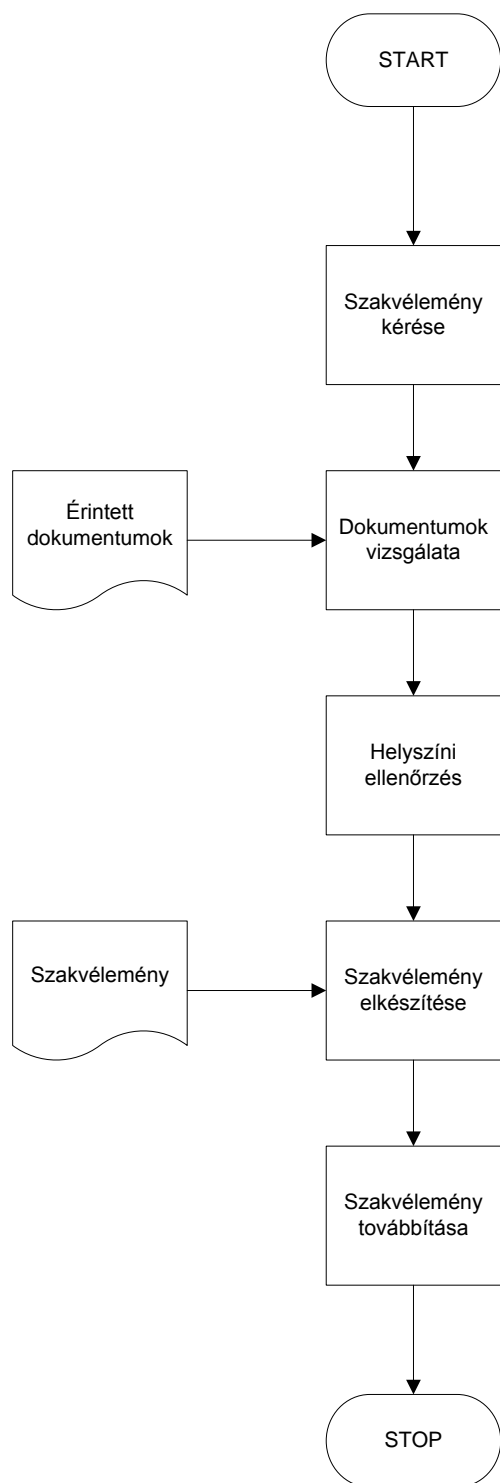 START
Szakvélemény
kérése
Érintett
dokumentumok
Dokumentumok
vizsgálata
Helyszíni
ellenőrzés
Szakvélemény
Szakvélemény
elkészítése
Szakvélemény
továbbítása
STOP